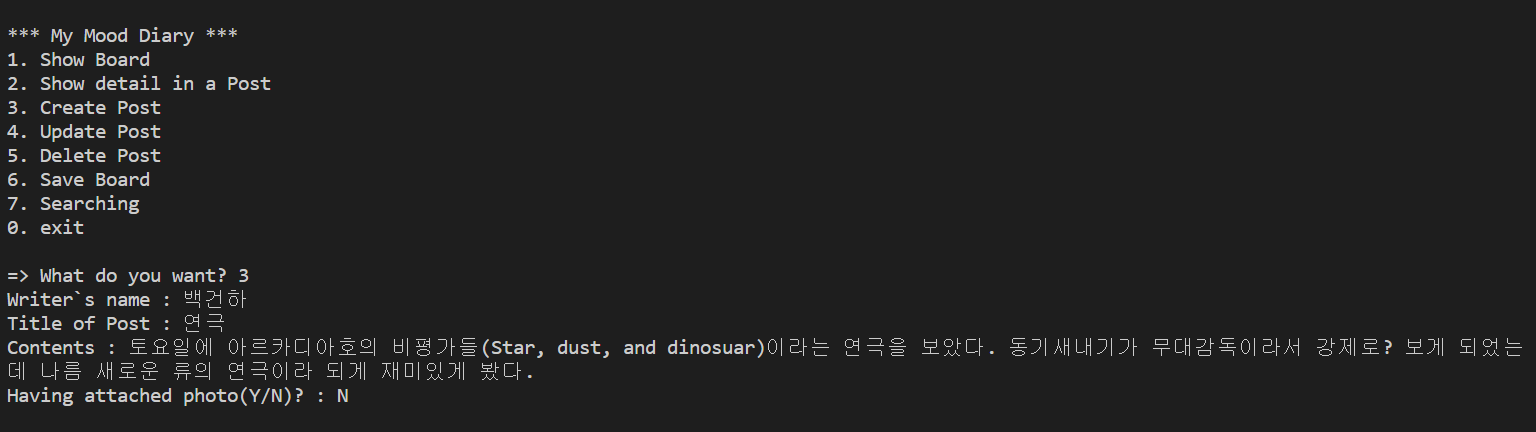 *** My Mood Diary ***
1. Show Board
2. Show detail in a Post
3. Create Post
4. Update Post
5. Delete Post
6. Save Board
7. Searching
0. exit
=> What do you want? 3
Writer`s name : 백건하
Title of Post : 연극
Contents : 토요일에 아르카디아호의 비평가들(Star, dust, and dinosuar)이라는 연극을 보았다. 동기새내기가 무대감독이라서 강제로? 보게 되었는
데 나름 새로운 류의 연극이라 되게 재미있게 봤다.
Having attached photo(Y/N)? : N